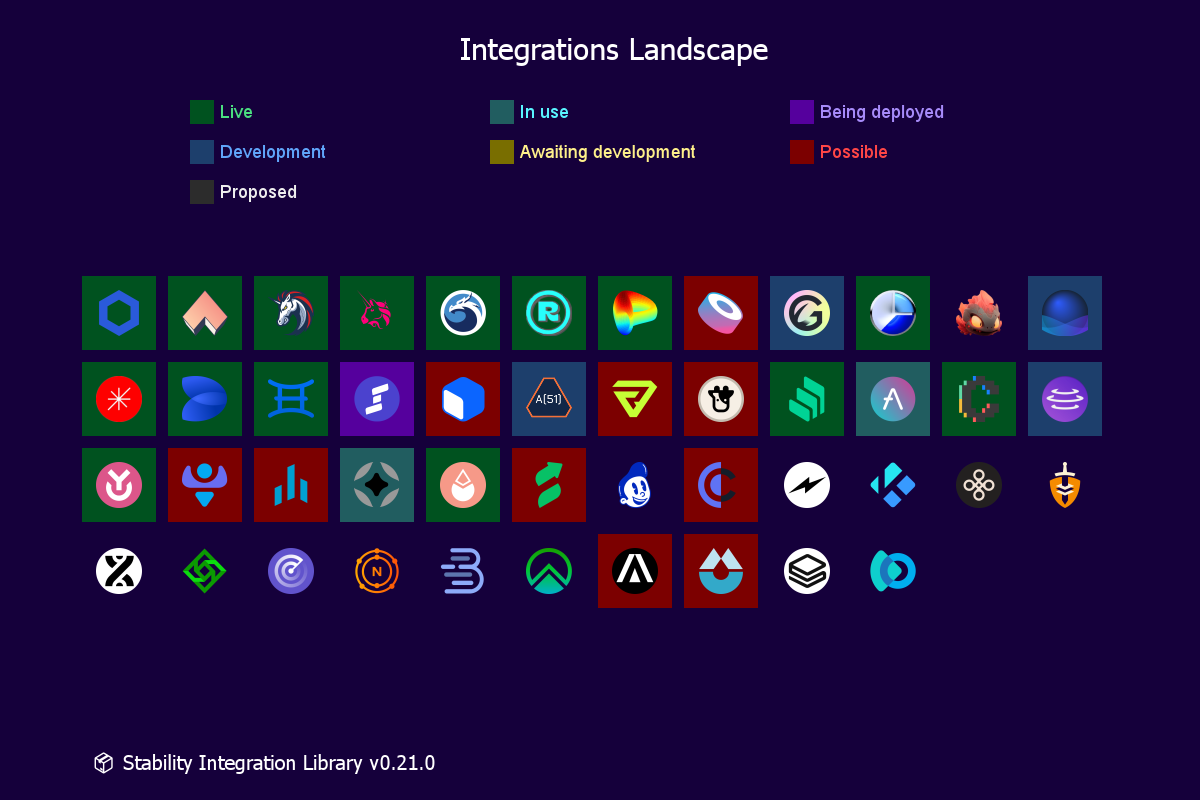 Integrations Landscape
Live
In use
Being deployed
Development
Awaiting development
Possible
Proposed
R
A[51]
N
Stability Integration Library v0.21.0